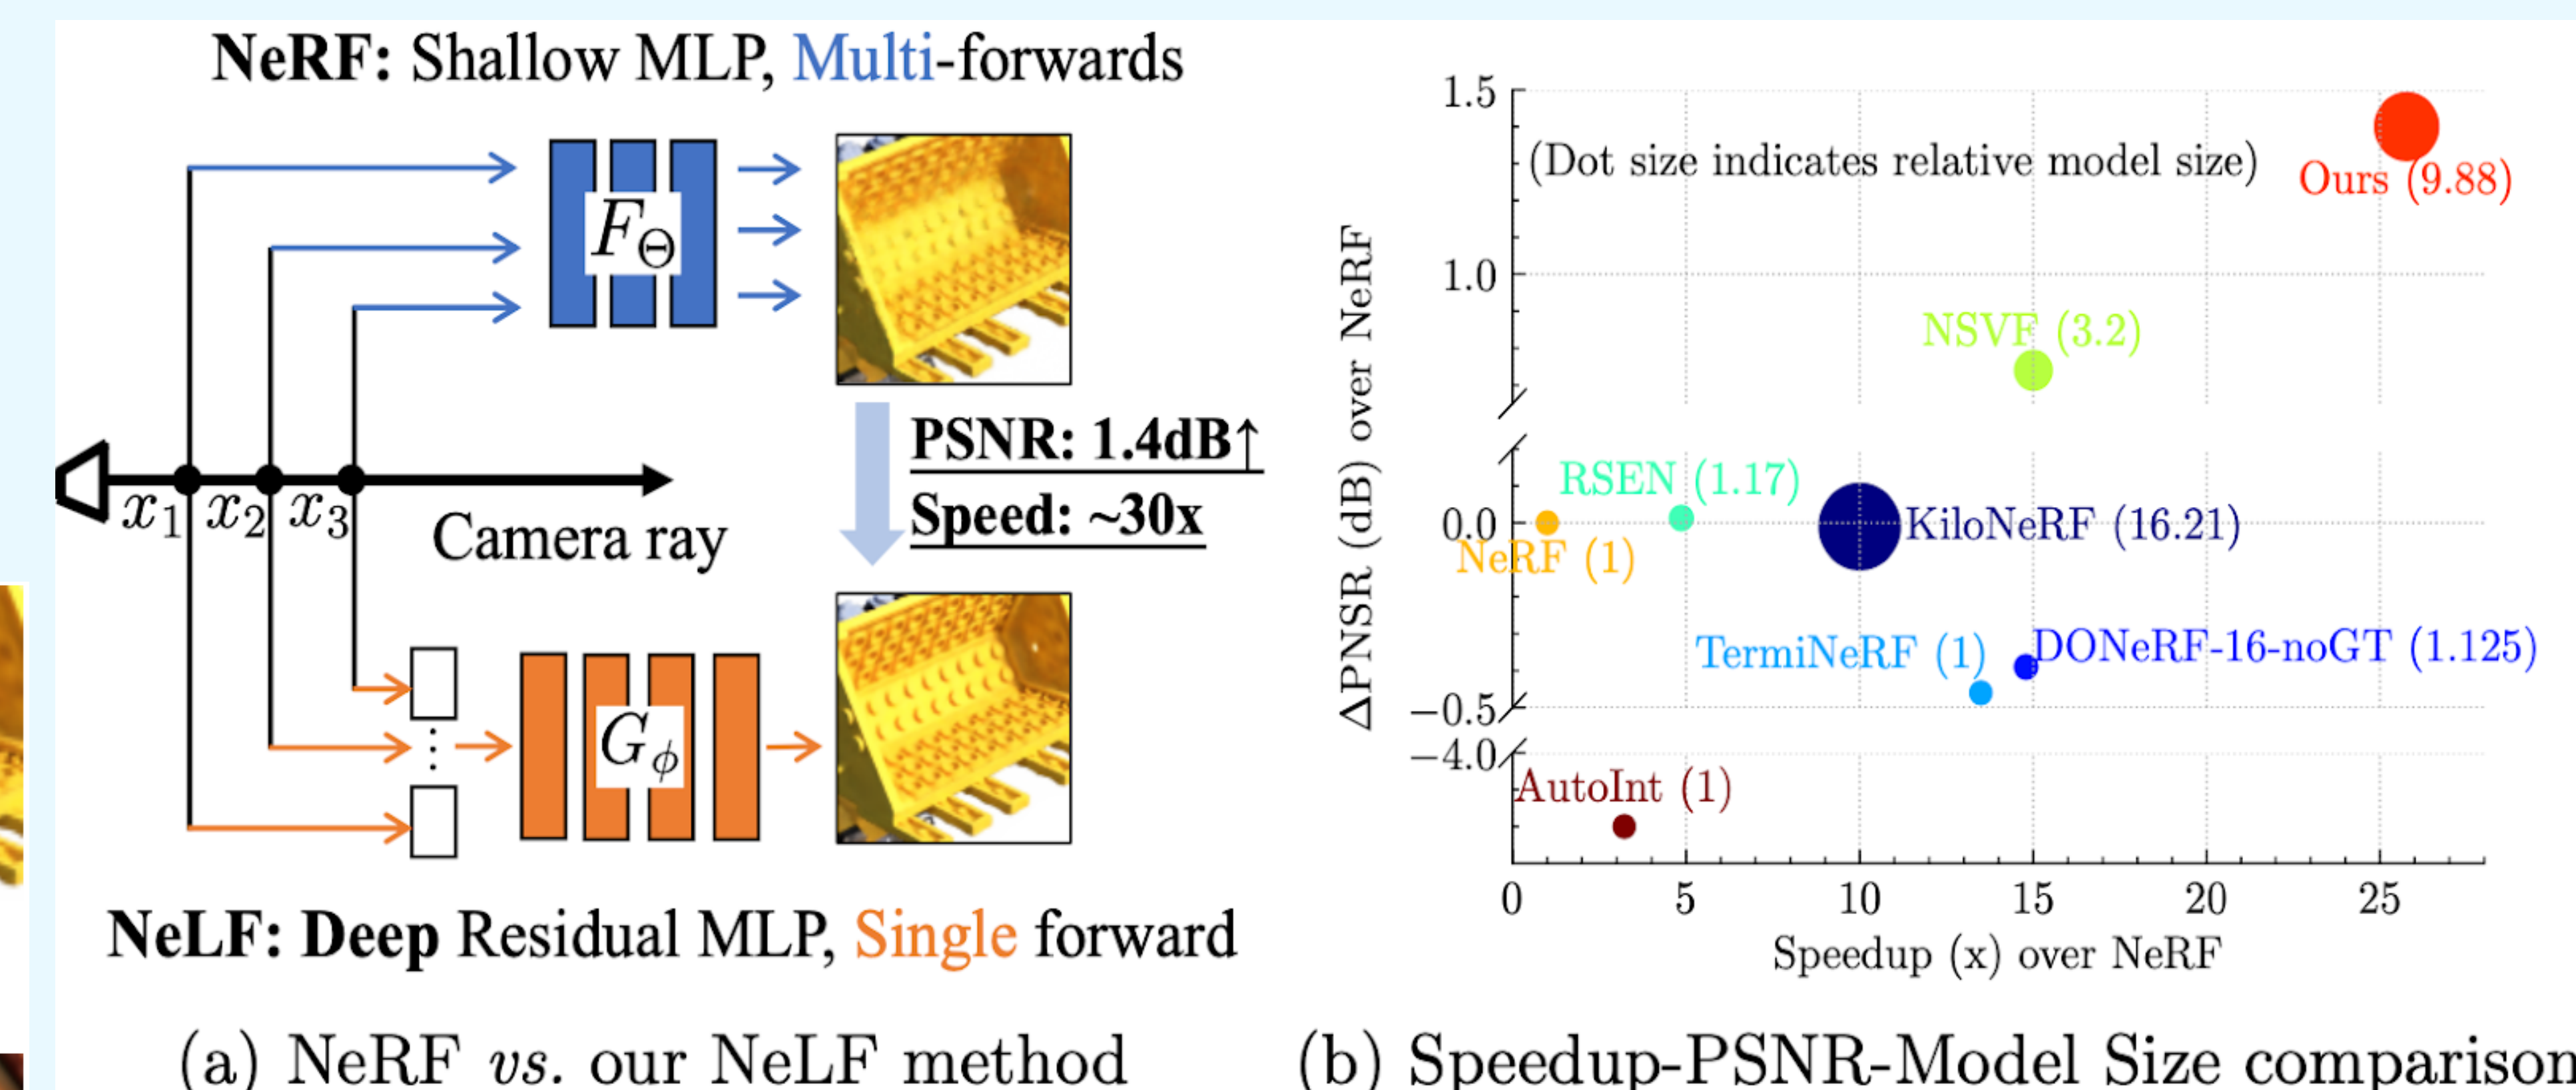 NeRF: Shallow MLP, Multi-forwards
F_Θ
PSNR: 1.4dB↑
Speed: ~30x
x₁ x₂ x₃
Camera ray
⋮
G_ϕ
NeLF: Deep Residual MLP, Single forward
(a) NeRF vs. our NeLF method
ΔPNSR (dB) over NeRF
1.5
1.0
0.0
−0.5
−4.0
(Dot size indicates relative model size)
Ours (9.88)
NSVF (3.2)
RSEN (1.17)
NeRF (1)
KiloNeRF (16.21)
TermiNeRF (1)
DONeRF-16-noGT (1.125)
AutoInt (1)
0 5 10 15 20 25
Speedup (x) over NeRF
(b) Speedup-PSNR-Model Size comparison